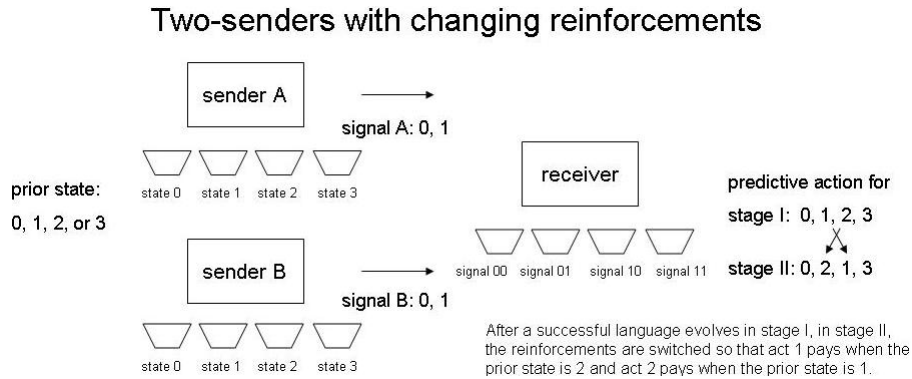 Two-senders with changing reinforcements
sender A
signal A: 0, 1
state 0 state 1 state 2 state 3
prior state:
0, 1, 2, or 3
receiver
signal 00 signal 01 signal 10 signal 11
predictive action for
stage I: 0, 1, 2, 3
stage II: 0, 2, 1, 3
sender B
signal B: 0, 1
state 0 state 1 state 2 state 3
After a successful language evolves in stage I, in stage II,
the reinforcements are switched so that act 1 pays when the
prior state is 2 and act 2 pays when the prior state is 1.